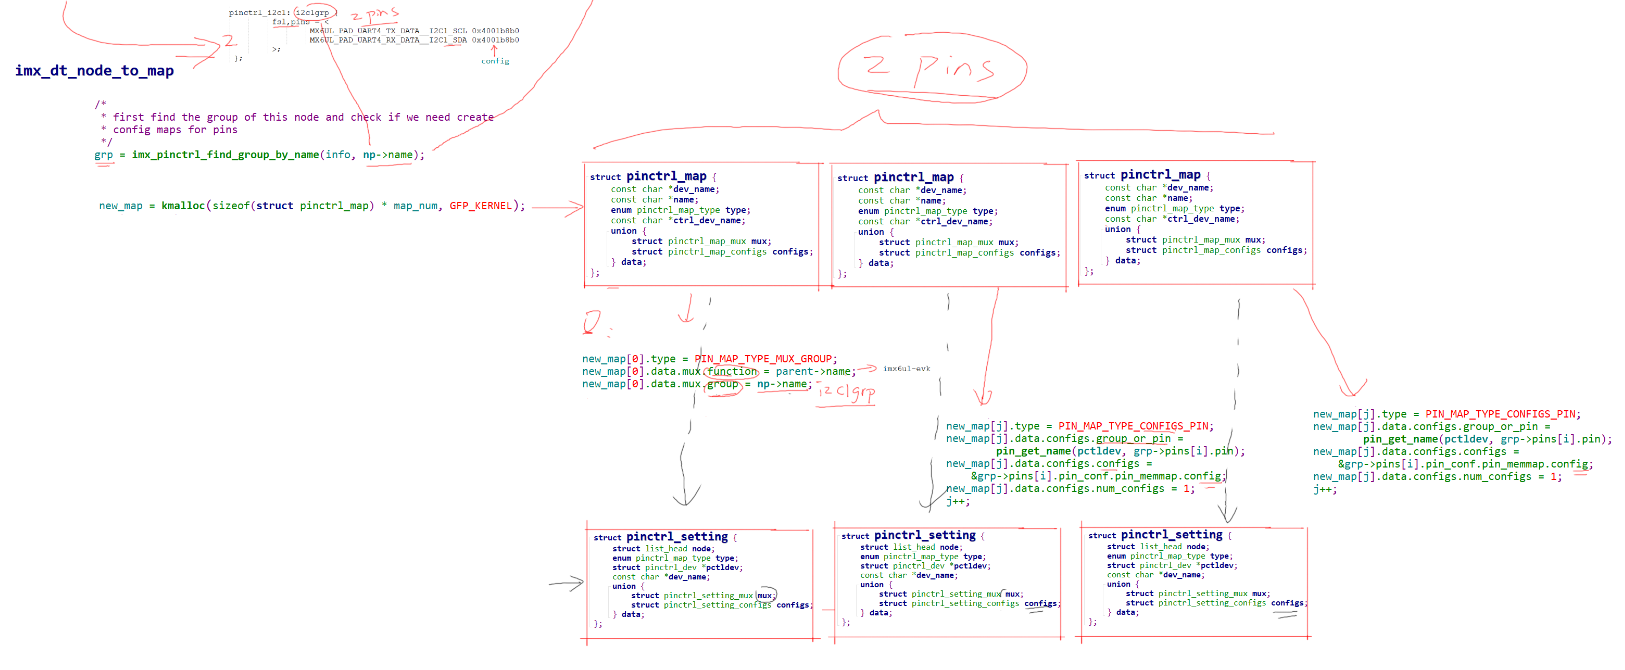 pinctrl_i2c1: i2c1grp {
2 pins
fsl,pins = <
2
MX6UL_PAD_UART4_TX_DATA__I2C1_SCL 0x4001b8b0
MX6UL_PAD_UART4_RX_DATA__I2C1_SDA 0x4001b8b0
>;
};
config
imx_dt_node_to_map
2 pins
/*
* first find the group of this node and check if we need create
* config maps for pins
*/
grp = imx_pinctrl_find_group_by_name(info, np->name);
new_map = kmalloc(sizeof(struct pinctrl_map) * map_num, GFP_KERNEL);
struct pinctrl_map {
const char *dev_name;
const char *name;
enum pinctrl_map_type type;
const char *ctrl_dev_name;
union {
struct pinctrl_map_mux mux;
struct pinctrl_map_configs configs;
} data;
};
struct pinctrl_map {
const char *dev_name;
const char *name;
enum pinctrl_map_type type;
const char *ctrl_dev_name;
union {
struct pinctrl_map_mux mux;
struct pinctrl_map_configs configs;
} data;
};
struct pinctrl_map {
const char *dev_name;
const char *name;
enum pinctrl_map_type type;
const char *ctrl_dev_name;
union {
struct pinctrl_map_mux mux;
struct pinctrl_map_configs configs;
} data;
};
0:
new_map[0].type = PIN_MAP_TYPE_MUX_GROUP;
new_map[0].data.mux.function = parent->name;
imx6ul-evk
new_map[0].data.mux.group = np->name;
i2c1grp
new_map[j].type = PIN_MAP_TYPE_CONFIGS_PIN;
new_map[j].data.configs.group_or_pin =
pin_get_name(pctldev, grp->pins[i].pin);
new_map[j].data.configs.configs =
&grp->pins[i].pin_conf.pin_memmap.config;
new_map[j].data.configs.num_configs = 1;
j++;
new_map[j].type = PIN_MAP_TYPE_CONFIGS_PIN;
new_map[j].data.configs.group_or_pin =
pin_get_name(pctldev, grp->pins[i].pin);
new_map[j].data.configs.configs =
&grp->pins[i].pin_conf.pin_memmap.config;
new_map[j].data.configs.num_configs = 1;
j++;
struct pinctrl_setting {
struct list_head node;
enum pinctrl_map_type type;
struct pinctrl_dev *pctldev;
const char *dev_name;
union {
struct pinctrl_setting_mux mux;
struct pinctrl_setting_configs configs;
} data;
};
struct pinctrl_setting {
struct list_head node;
enum pinctrl_map_type type;
struct pinctrl_dev *pctldev;
const char *dev_name;
union {
struct pinctrl_setting_mux mux;
struct pinctrl_setting_configs configs;
} data;
};
struct pinctrl_setting {
struct list_head node;
enum pinctrl_map_type type;
struct pinctrl_dev *pctldev;
const char *dev_name;
union {
struct pinctrl_setting_mux mux;
struct pinctrl_setting_configs configs;
} data;
};